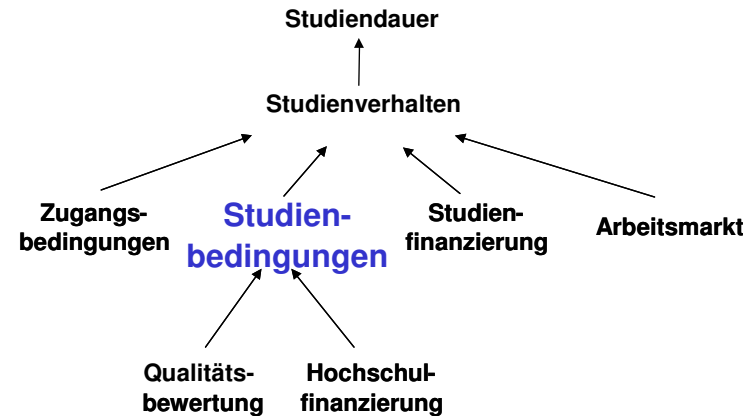 Studiendauer
Studienverhalten
Zugangs-
bedingungen
Studien-
bedingungen
Studien-
finanzierung
Arbeitsmarkt
Qualitäts-
bewertung
Hochschul-
finanzierung